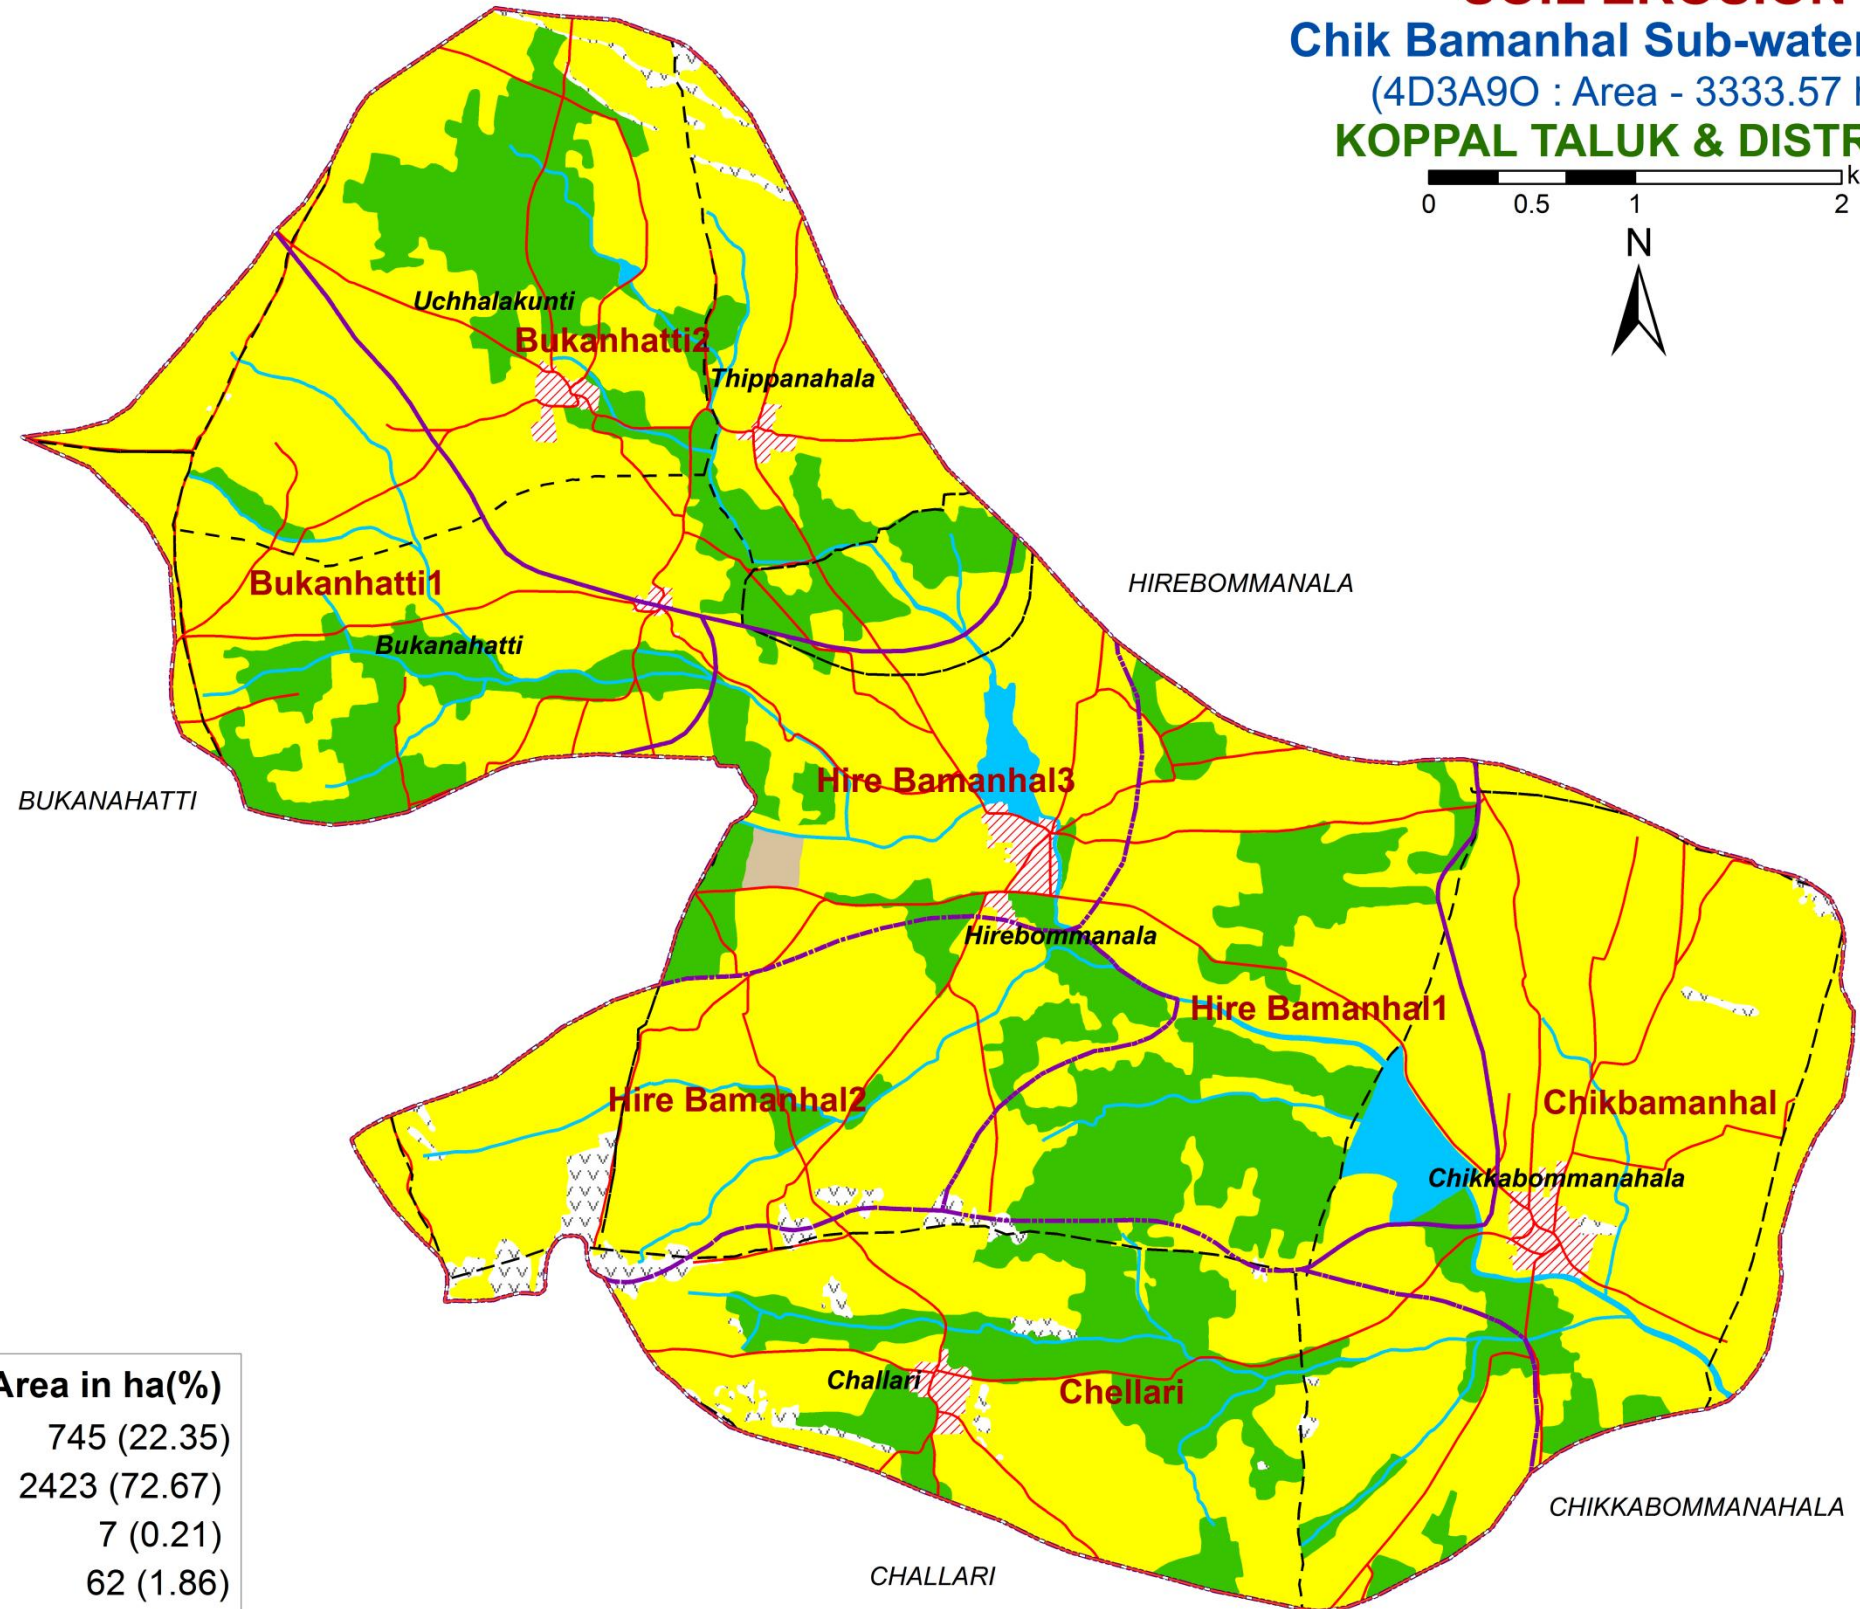 Chik Bamanhal Sub-water
(4D3A9O : Area - 3333.57
KOPPAL TALUK & DISTR
0 0.5 1 2
N
Uchhalakunti
Bukanhatti2
Thippanahala
Bukanhatti1
HIREBOMMANALA
Bukanahatti
Hire Bamanhal3
BUKANAHATTI
Hirebommanala
Hire Bamanhal1
Hire Bamanhal2
Chikbamanhal
Chikkabommanahala
Challari
Chellari
Area in ha(%)
745 (22.35)
2423 (72.67)
7 (0.21)
62 (1.86)
CHIKKABOMMANAHALA
CHALLARI